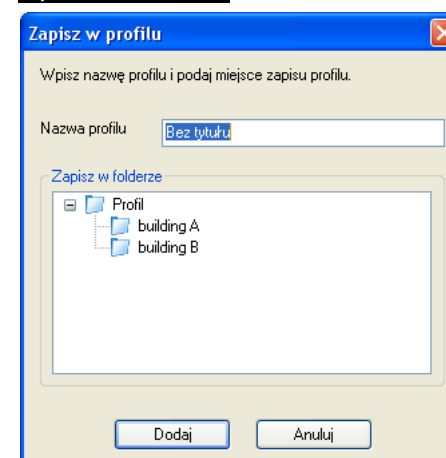 Zapisz w profilu
Wpisz nazwę profilu i podaj miejsce zapisu profilu.
Nazwa profilu
Bez tytułu
Zapisz w folderze
Profil
building A
building B
Dodaj
Anuluj